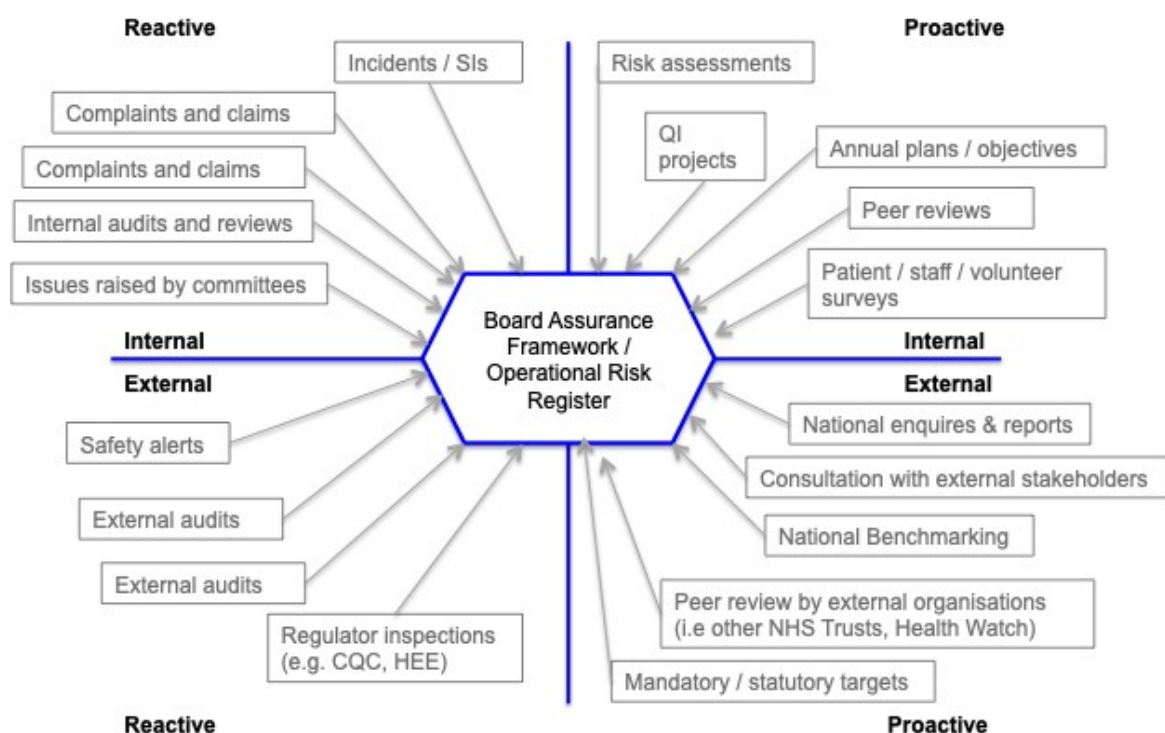 Reactive
Proactive
Incidents / SIs
Risk assessments
Complaints and claims
QI
projects
Annual plans / objectives
Complaints and claims
Peer reviews
Internal audits and reviews
Patient / staff / volunteer
surveys
Issues raised by committees
Board Assurance
Framework /
Operational Risk
Register
Internal
Internal
External
External
National enquires & reports
Safety alerts
Consultation with external stakeholders
External audits
National Benchmarking
External audits
Peer review by external organisations
(i.e other NHS Trusts, Health Watch)
Regulator inspections
(e.g. CQC, HEE)
Mandatory / statutory targets
Reactive
Proactive